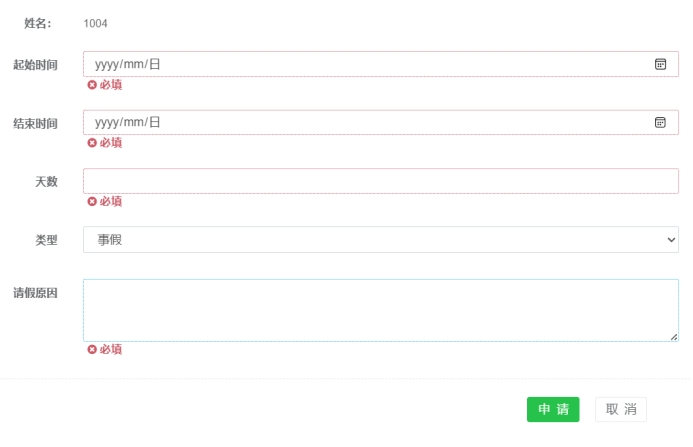 姓名： 1004
起始时间 yyyy/mm/日
必填
结束时间 yyyy/mm/日
必填
天数
必填
类型 事假
请假原因
必填
申 请 取 消